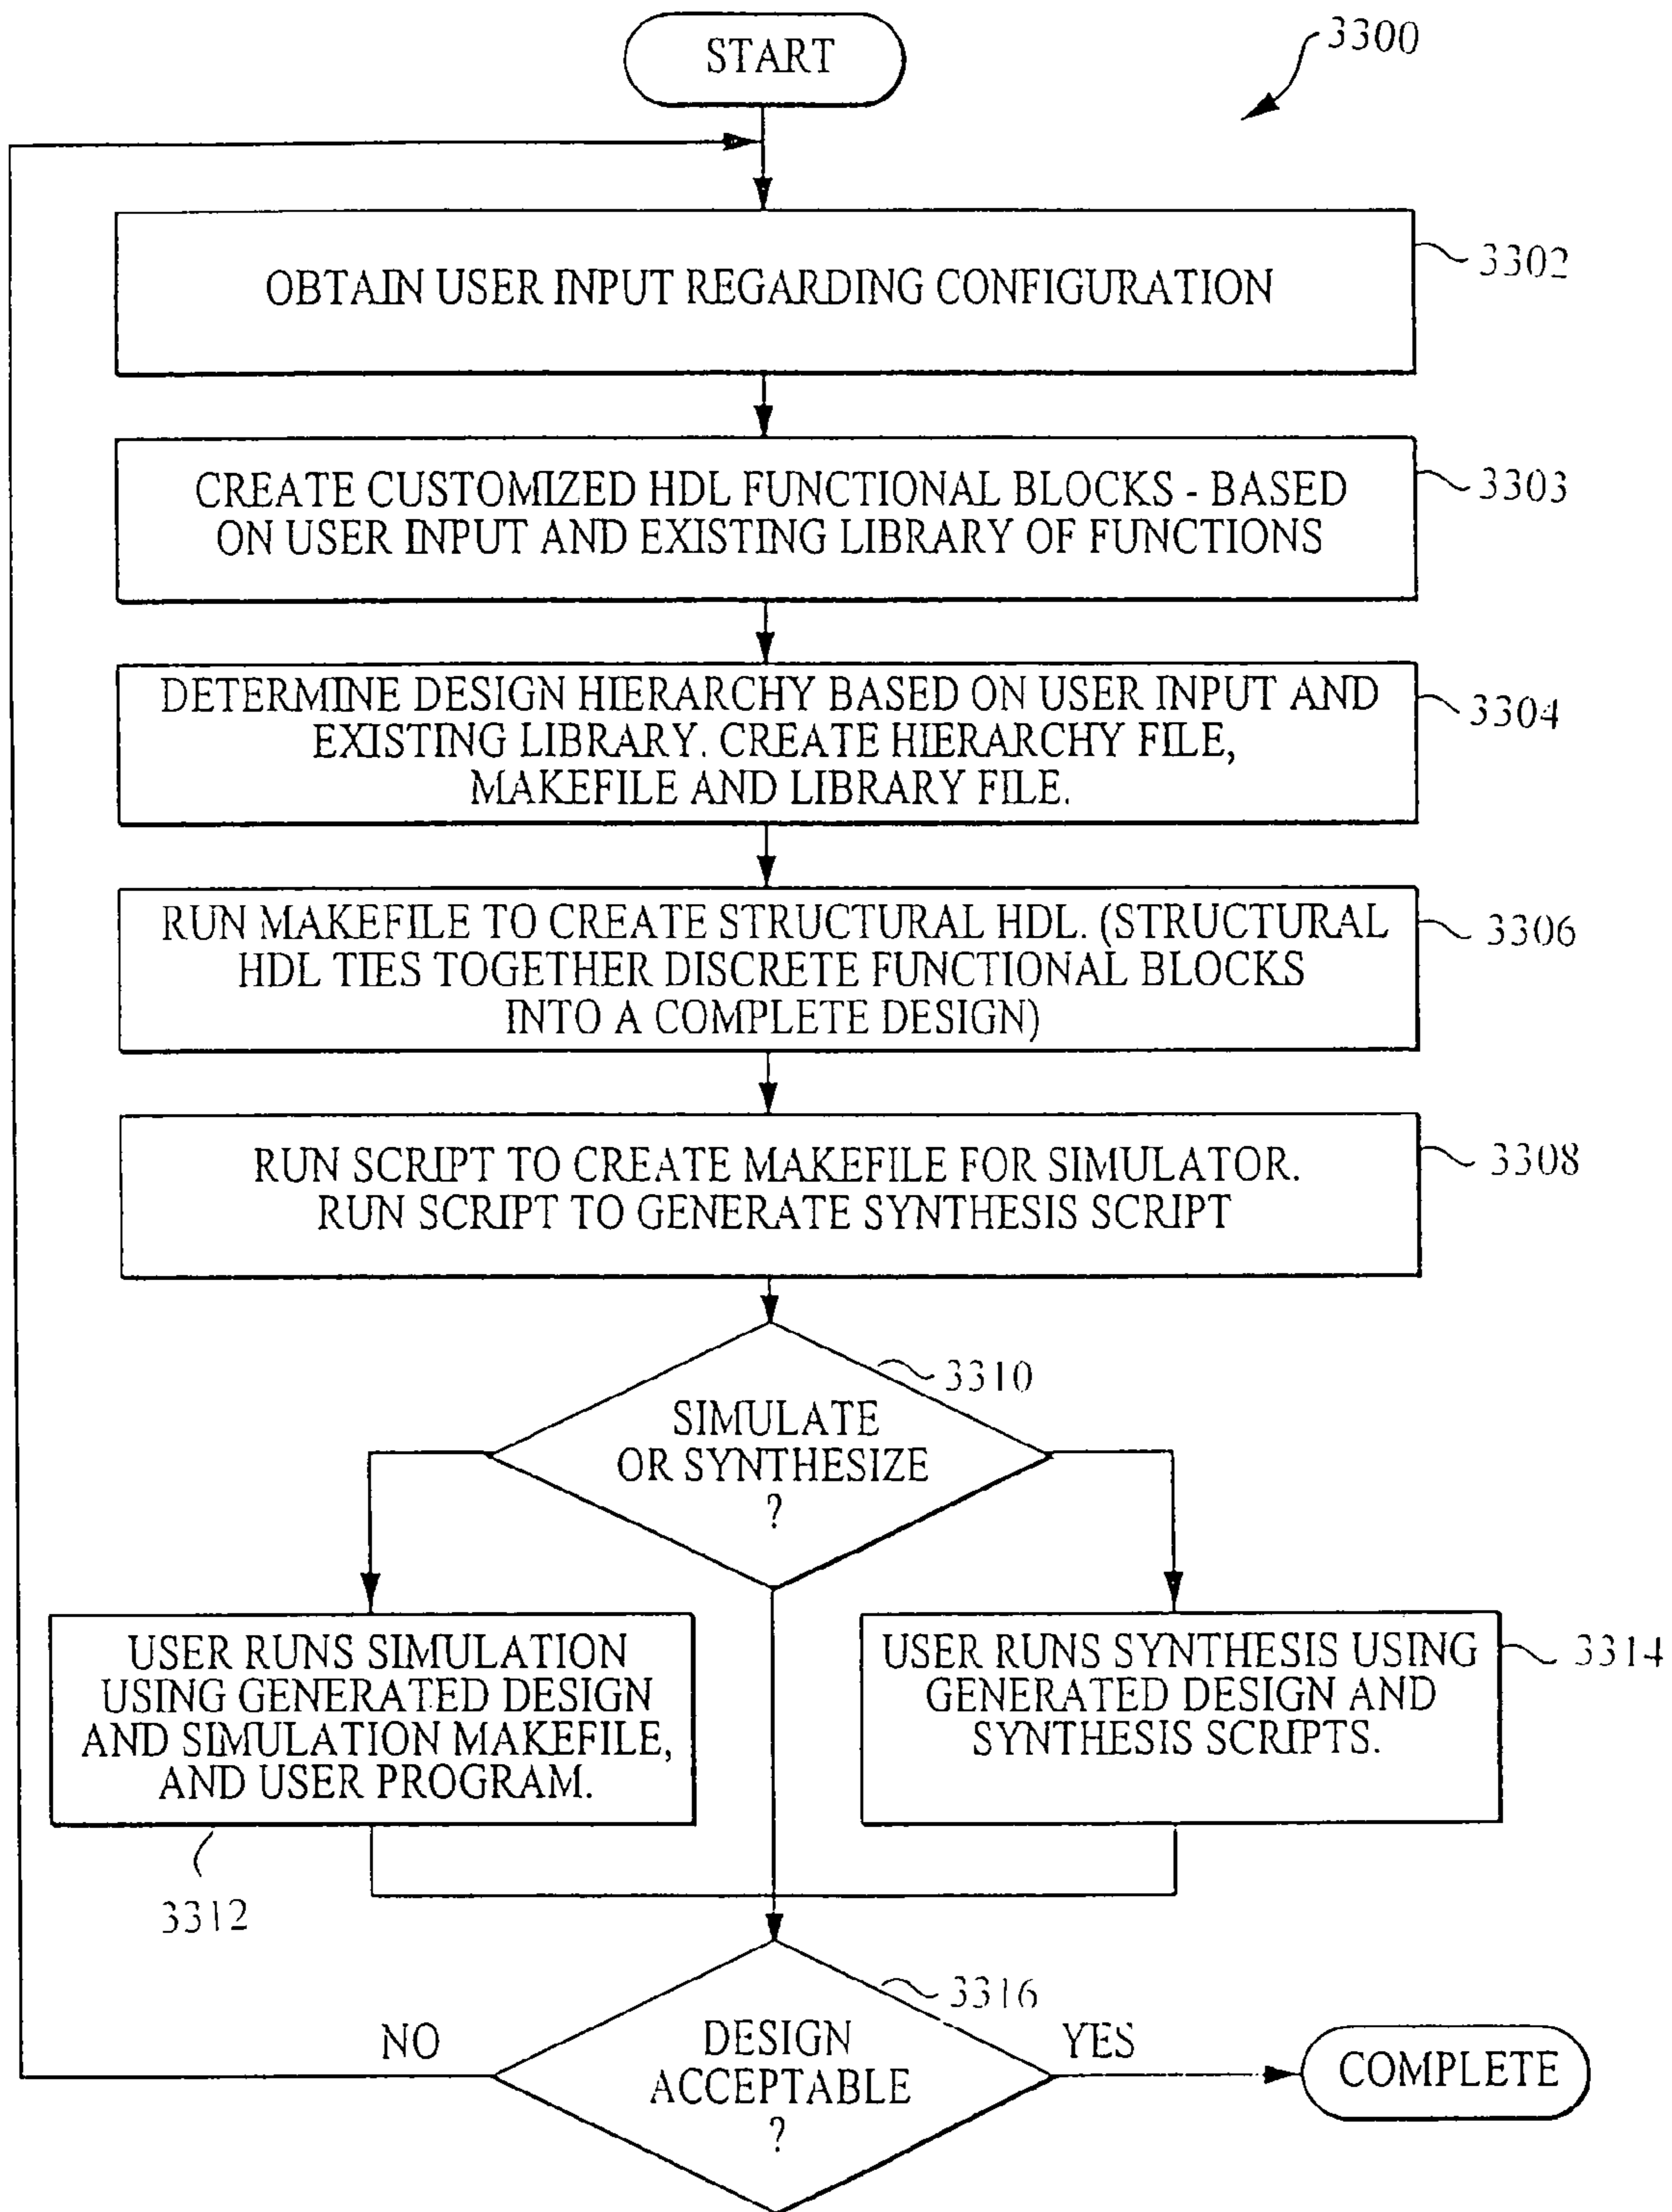 START
3300
OBTAIN USER INPUT REGARDING CONFIGURATION
3302
CREATE CUSTOMIZED HDL FUNCTIONAL BLOCKS - BASED
ON USER INPUT AND EXISTING LIBRARY OF FUNCTIONS
3303
DETERMINE DESIGN HIERARCHY BASED ON USER INPUT AND
EXISTING LIBRARY. CREATE HIERARCHY FILE,
MAKEFILE AND LIBRARY FILE.
3304
RUN MAKEFILE TO CREATE STRUCTURAL HDL. (STRUCTURAL
HDL TIES TOGETHER DISCRETE FUNCTIONAL BLOCKS
INTO A COMPLETE DESIGN)
3306
RUN SCRIPT TO CREATE MAKEFILE FOR SIMULATOR.
RUN SCRIPT TO GENERATE SYNTHESIS SCRIPT
3308
3310
SIMULATE
OR SYNTHESIZE
?
USER RUNS SIMULATION
USING GENERATED DESIGN
AND SIMULATION MAKEFILE,
AND USER PROGRAM.
3312
USER RUNS SYNTHESIS USING
GENERATED DESIGN AND
SYNTHESIS SCRIPTS.
3314
3316
NO
DESIGN
ACCEPTABLE
?
YES
COMPLETE